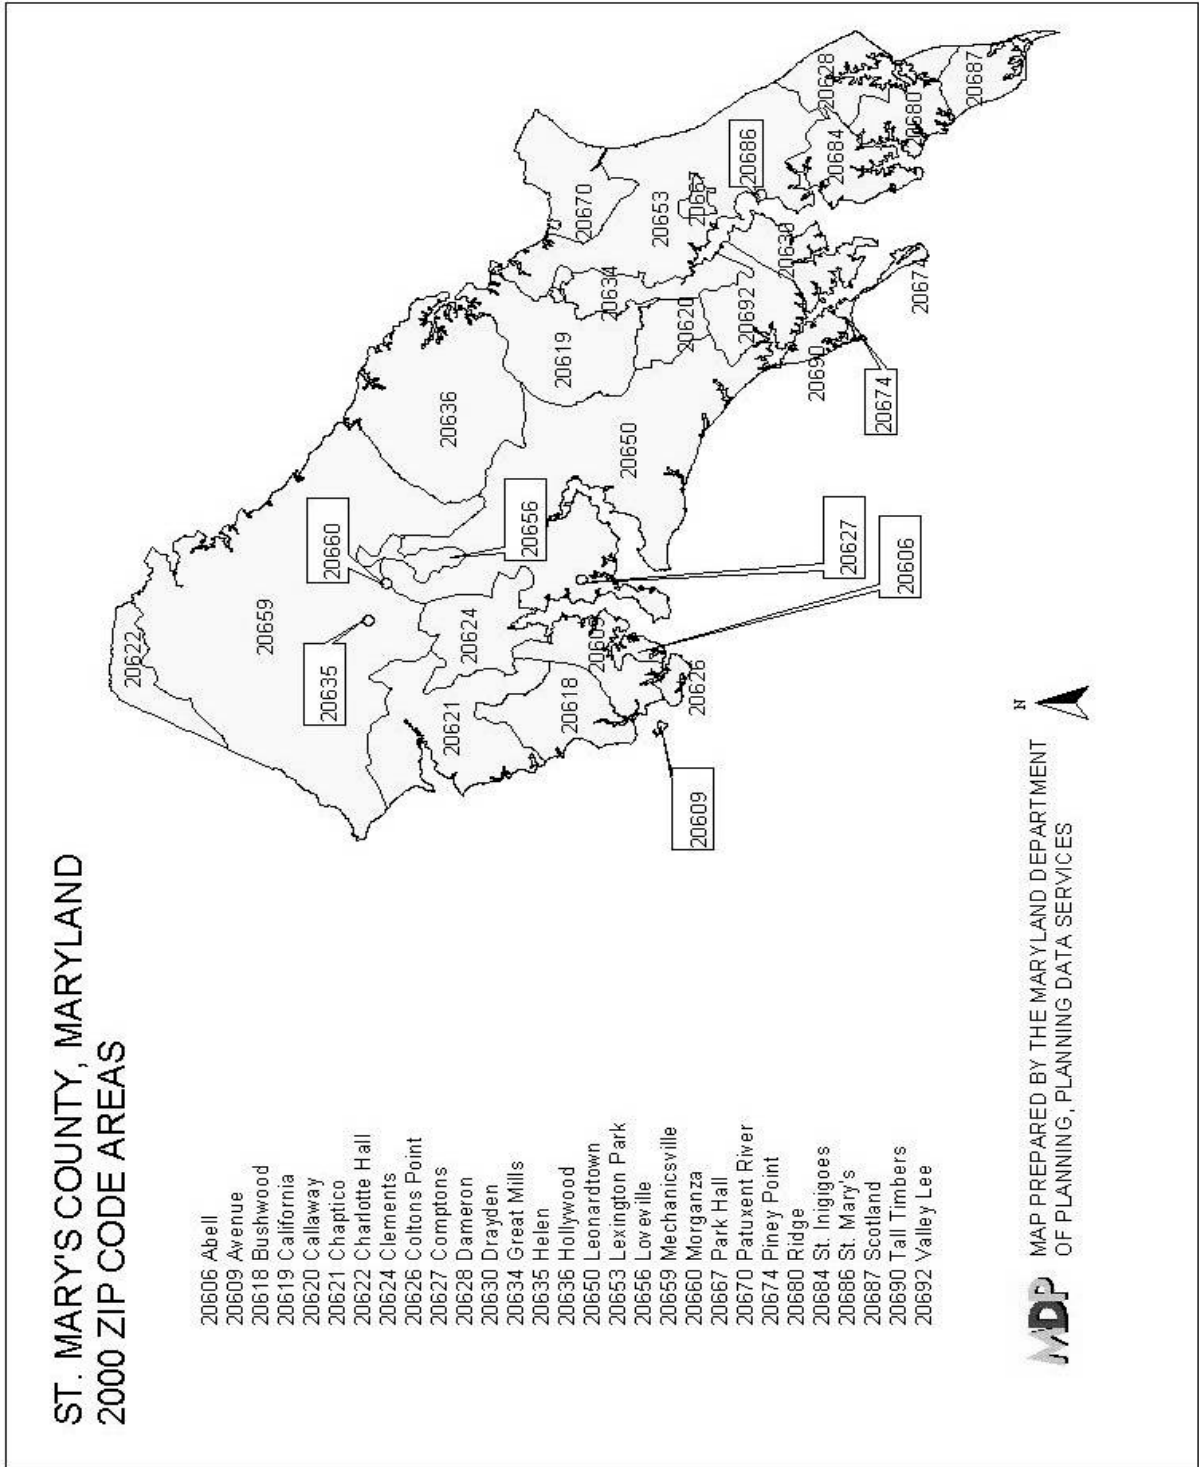 ST. MARY'S COUNTY, MARYLAND
2000 ZIP CODE AREAS
20606 Abell
20609 Avenue
20618 Bushwood
20619 California
20620 Callaway
20621 Chaptico
20622 Charlotte Hall
20624 Clements
20626 Coltons Point
20627 Comptons
20628 Dameron
20630 Drayden
20634 Great Mills
20635 Helen
20636 Hollywood
20650 Leonardtown
20653 Lexington Park
20656 Loveville
20659 Mechanicsville
20660 Morganza
20667 Park Hall
20670 Patuxent River
20674 Piney Point
20680 Ridge
20684 St. Inigigoes
20686 St. Mary's
20687 Scotland
20690 Tall Timbers
20692 Valley Lee
20622
20659
20635
20660
20656
20636
20621
20624
20618
20609
20626
20609
20627
20606
20650
20619
20634
20620
20692
20690
20674
20674
20630
20670
20653
20667
20686
20684
20628
20680
20687
N
MDP
MAP PREPARED BY THE MARYLAND DEPARTMENT
OF PLANNING, PLANNING DATA SERVICES